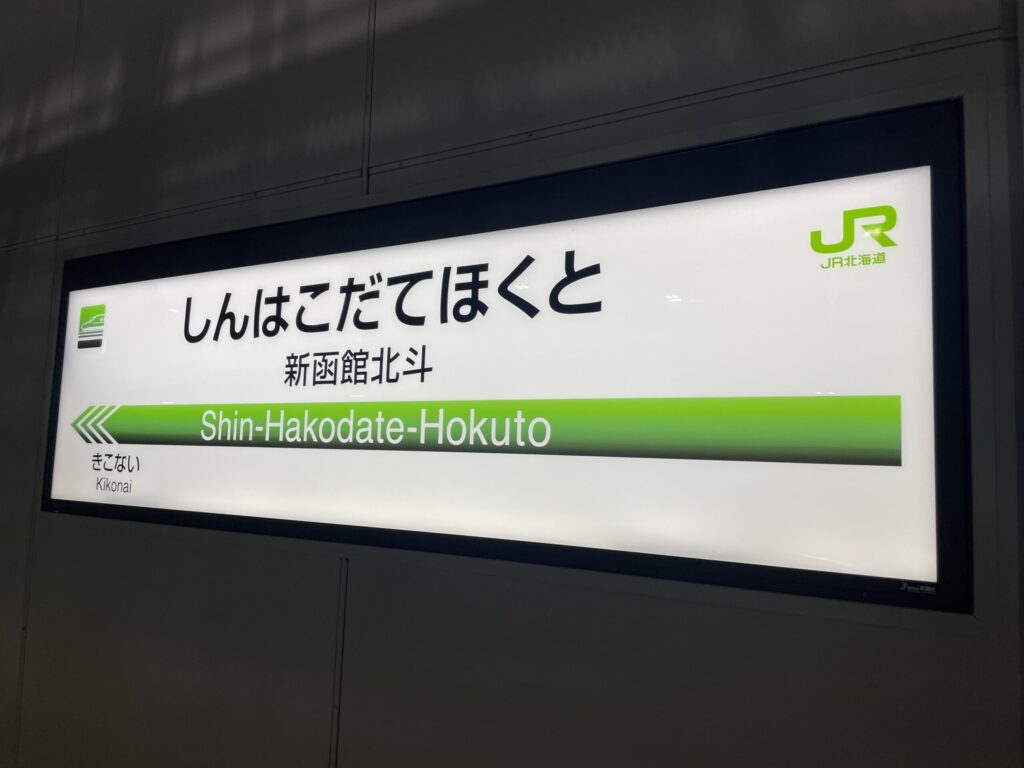 JR
JR北海道
しんはこだてほくと
新函館北斗
Shin-Hakodate-Hokuto
きこない
Kikonai